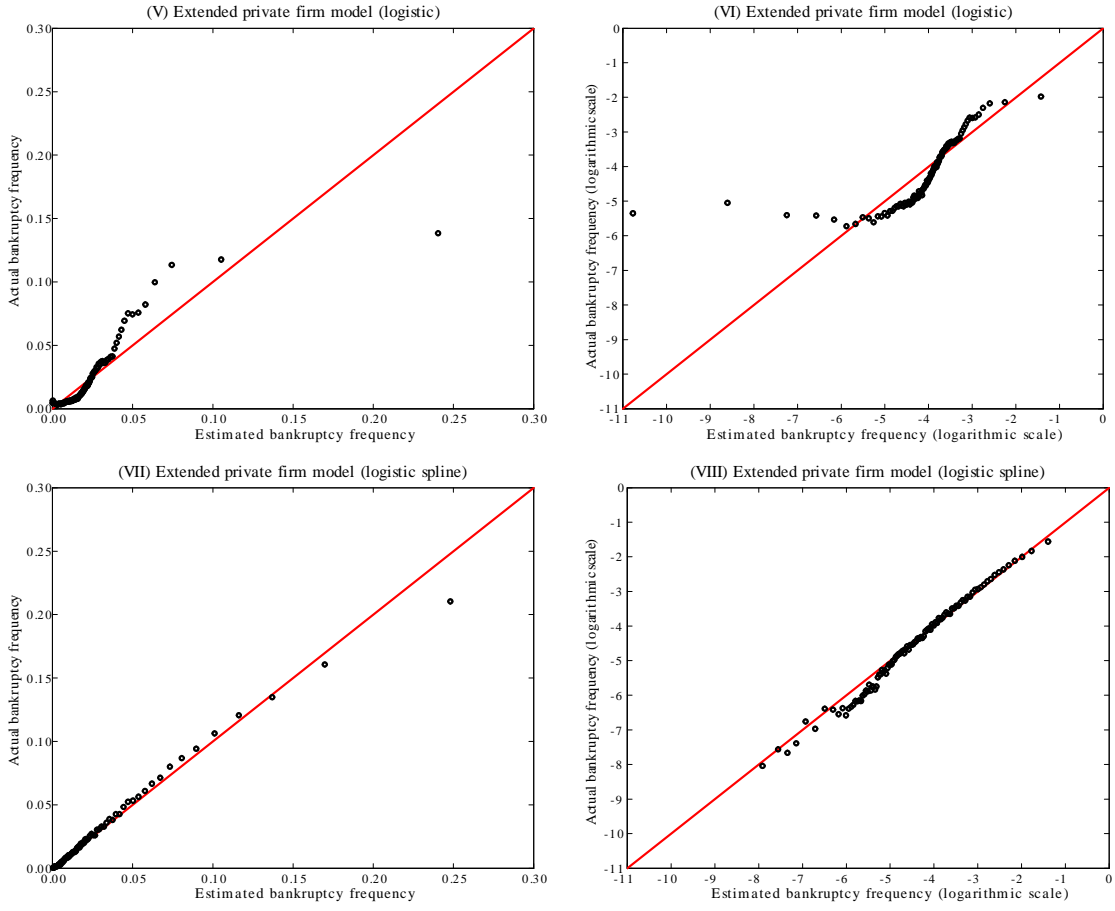 (V) Extended private firm model (logistic)
0.30
0.25
0.20
0.15
0.10
0.05
0.00
Actual bankruptcy frequency
0.00 0.05 0.10 0.15 0.20 0.25 0.30
Estimated bankruptcy frequency
(VI) Extended private firm model (logistic)
0
-1
-2
-3
-4
-5
-6
-7
-8
-9
-10
-11
Actual bankruptcy frequency (logarithmic scale)
-11 -10 -9 -8 -7 -6 -5 -4 -3 -2 -1 0
Estimated bankruptcy frequency (logarithmic scale)
(VII) Extended private firm model (logistic spline)
0.30
0.25
0.20
0.15
0.10
0.05
0.00
Actual bankruptcy frequency
0.00 0.05 0.10 0.15 0.20 0.25 0.30
Estimated bankruptcy frequency
(VIII) Extended private firm model (logistic spline)
0
-1
-2
-3
-4
-5
-6
-7
-8
-9
-10
-11
Actual bankruptcy frequency (logarithmic scale)
-11 -10 -9 -8 -7 -6 -5 -4 -3 -2 -1 0
Estimated bankruptcy frequency (logarithmic scale)